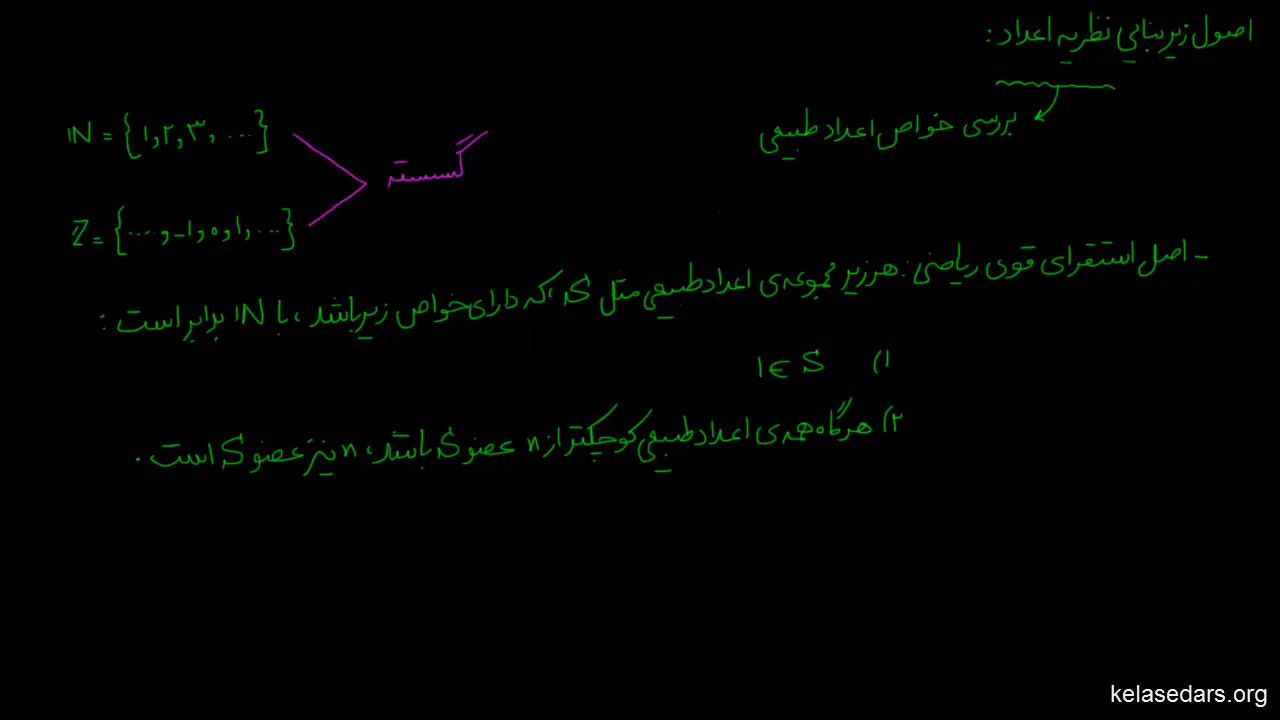 اصول زیربنایی نظریه اعداد:
بررسی خواص اعداد طبیعی
IN = {۱,۲,۳, ...}
گسسته
Z = {...., -۱, ۰, ۱, ...}
- اصل استقرای قوی ریاضی: هر زیر مجموعه‌ی اعداد طبیعی مثل S، که دارای خواص زیر باشد، با IN برابر است:
۱) ۱ ∈ S
۲) هرگاه همه‌ی اعداد طبیعی کوچکتر از n عضو S باشند، n نیز عضو S است.
kelasedars.org